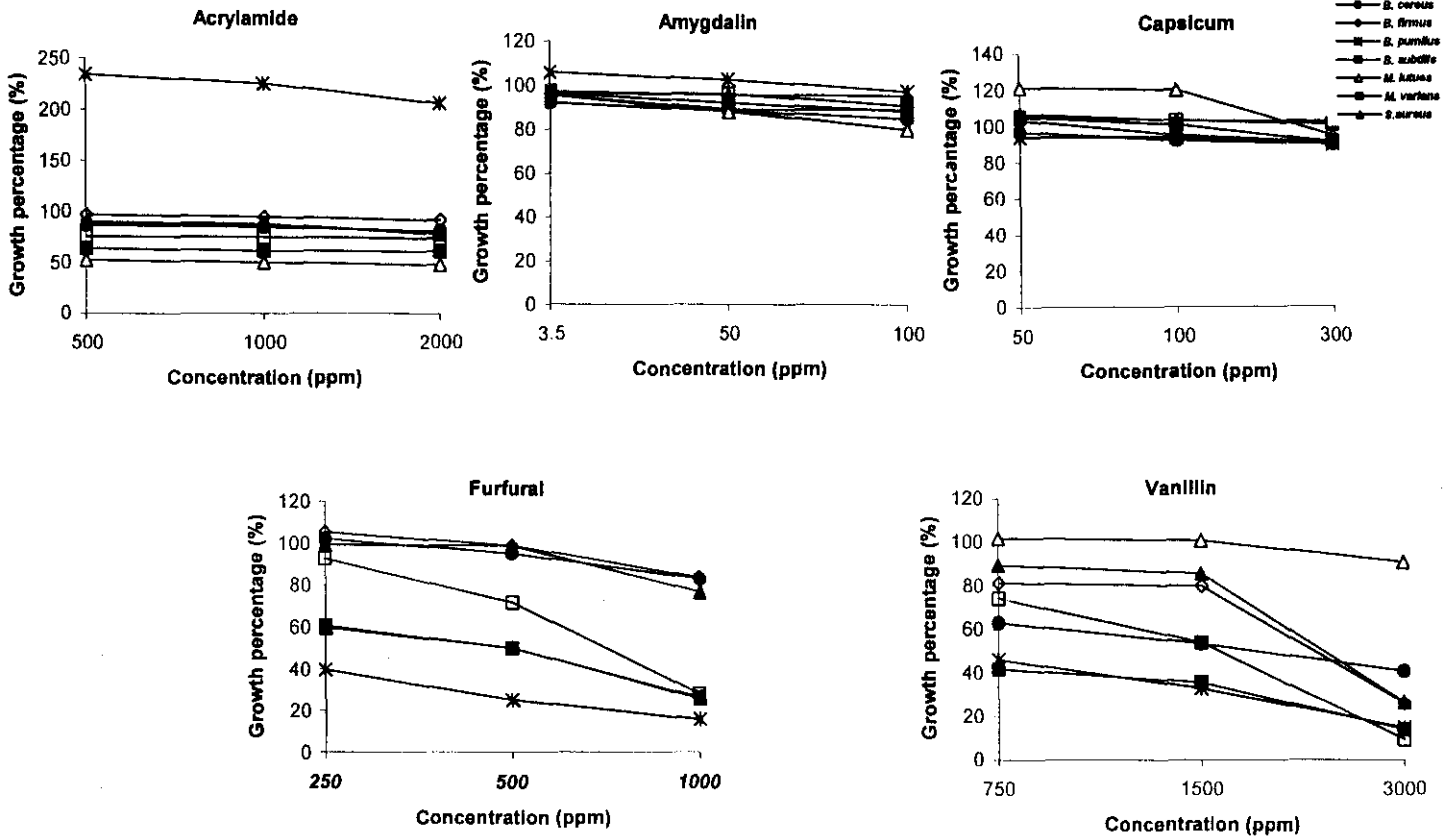 Acrylamide
Growth percentage (%)
250
200
150
100
50
0
500 1000 2000
Concentration (ppm)
Amygdalin
Growth percentage (%)
120
100
80
60
40
20
0
3.5 50 100
Concentration (ppm)
Capsicum
Growth percantage (%)
140
120
100
80
60
40
20
0
50 100 300
Concentration (ppm)
B. cereus
B. firmus
B. pumilus
B. subtilis
M. lutues
M. varians
S.aureus
Furfural
Growth percentage (%)
120
100
80
60
40
20
0
250 500 1000
Concentration (ppm)
Vanillin
Growth percentage (%)
120
100
80
60
40
20
0
750 1500 3000
Concentration (ppm)